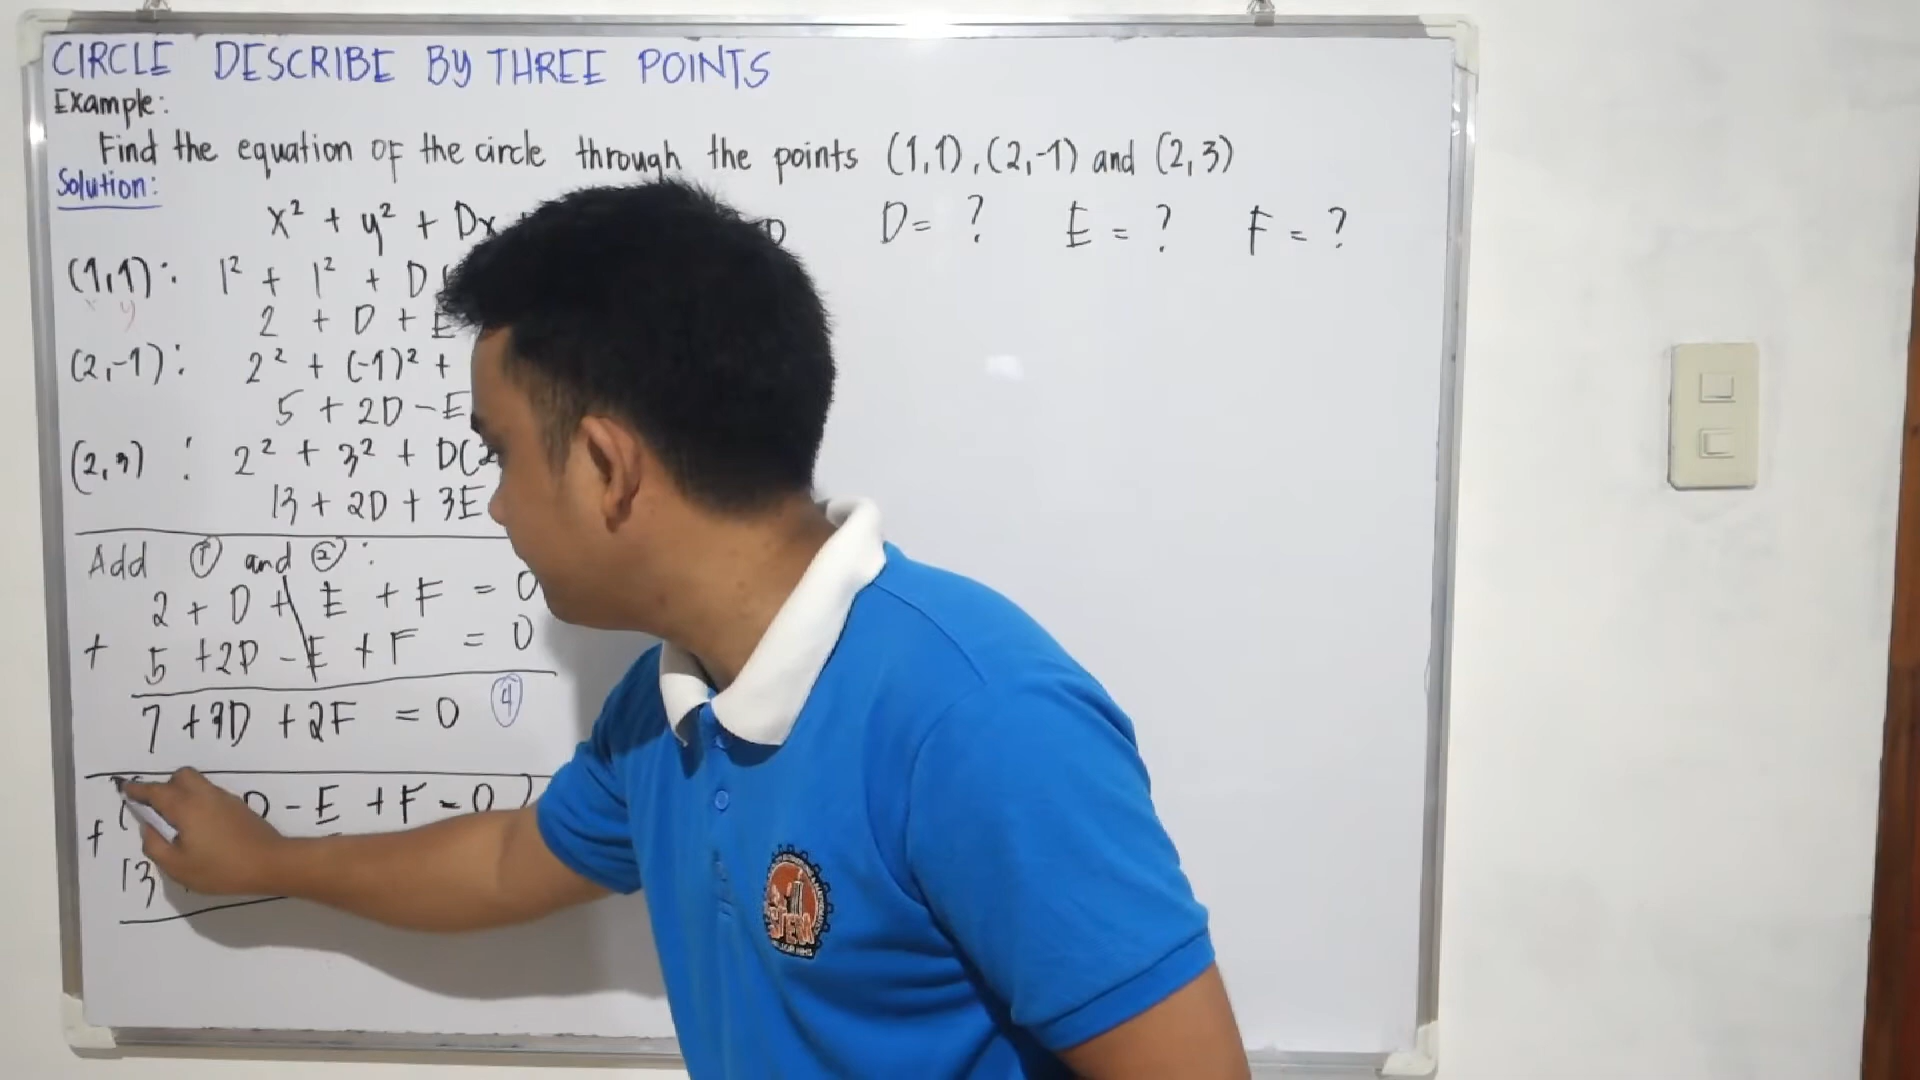 CIRCLE DESCRIBE BY THREE POINTS
Example:
Find the equation of the circle through the points (1,1), (2,-1) and (2,3)
Solution:
x² + y² + Dx D = ? E = ? F = ?
(1,1): 1² + 1² + D
x y
2 + D + E
(2,-1): 2² + (-1)² +
5 + 2D - E
(2,3): 2² + 3² + D(2
13 + 2D + 3E
Add ① and ②:
2 + D + E + F = 0
+ 5 + 2D - E + F = 0
7 + 3D + 2F = 0 ④
( D - E + F = 0 )
+
13
STEM